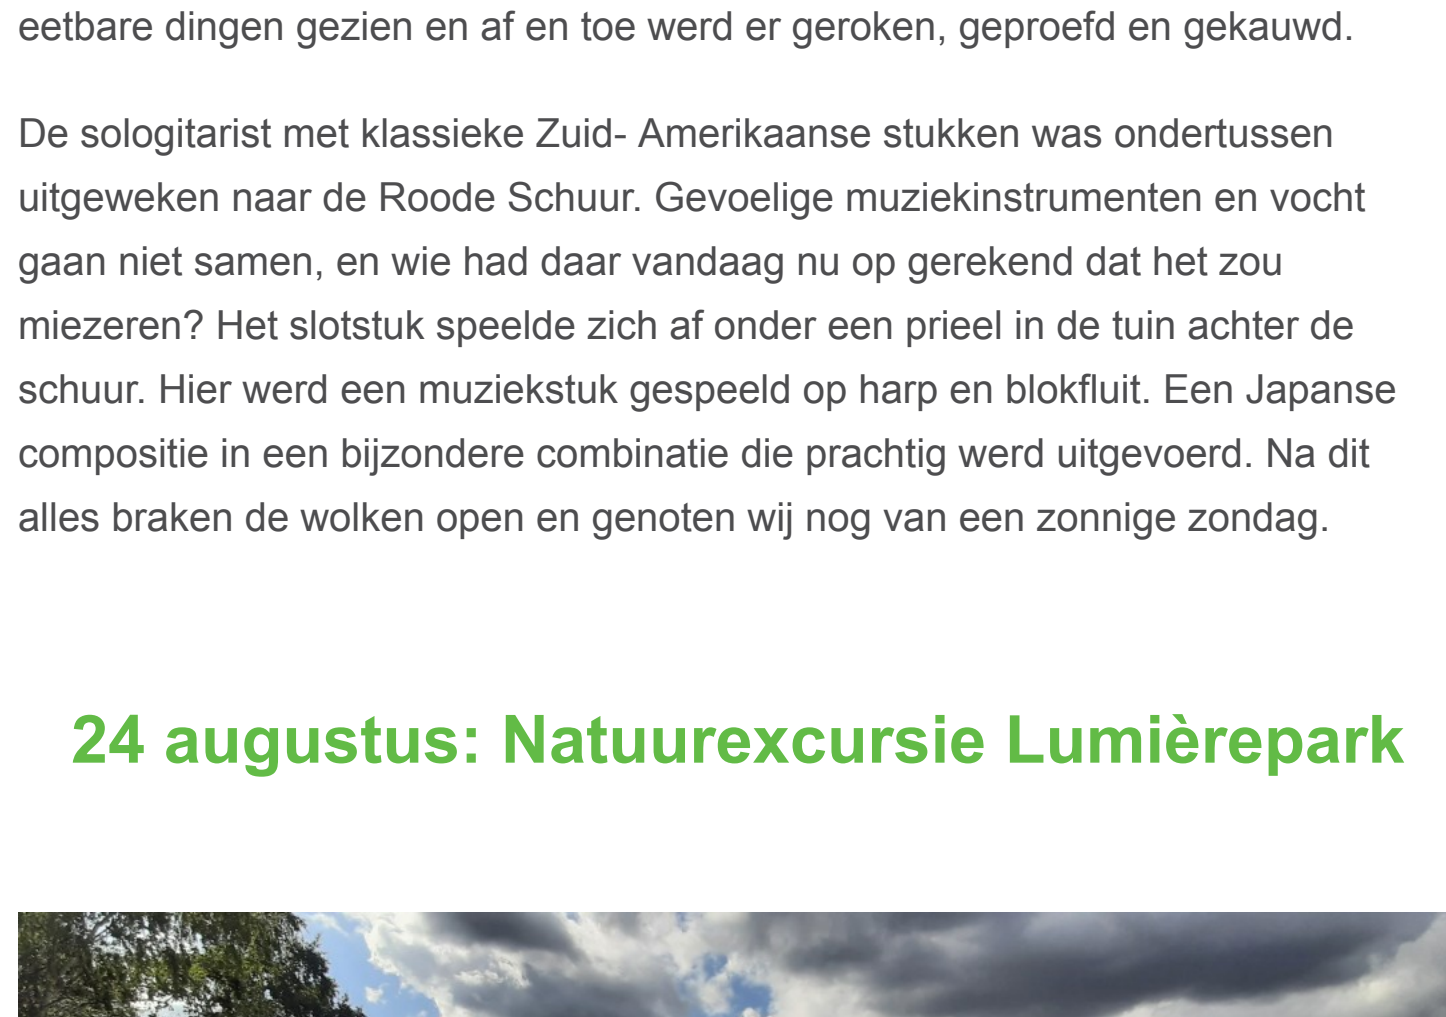 eetbare dingen gezien en af en toe werd er geroken, geproefd en gekauwd.
De sologitarist met klassieke Zuid- Amerikaanse stukken was ondertussen
uitgeweken naar de Roode Schuur. Gevoelige muziekinstrumenten en vocht
gaan niet samen, en wie had daar vandaag nu op gerekend dat het zou
miezeren? Het slotstuk speelde zich af onder een prieel in de tuin achter de
schuur. Hier werd een muziekstuk gespeeld op harp en blokfluit. Een Japanse
compositie in een bijzondere combinatie die prachtig werd uitgevoerd. Na dit
alles braken de wolken open en genoten wij nog van een zonnige zondag.
24 augustus: Natuurexcursie Lumièrepark